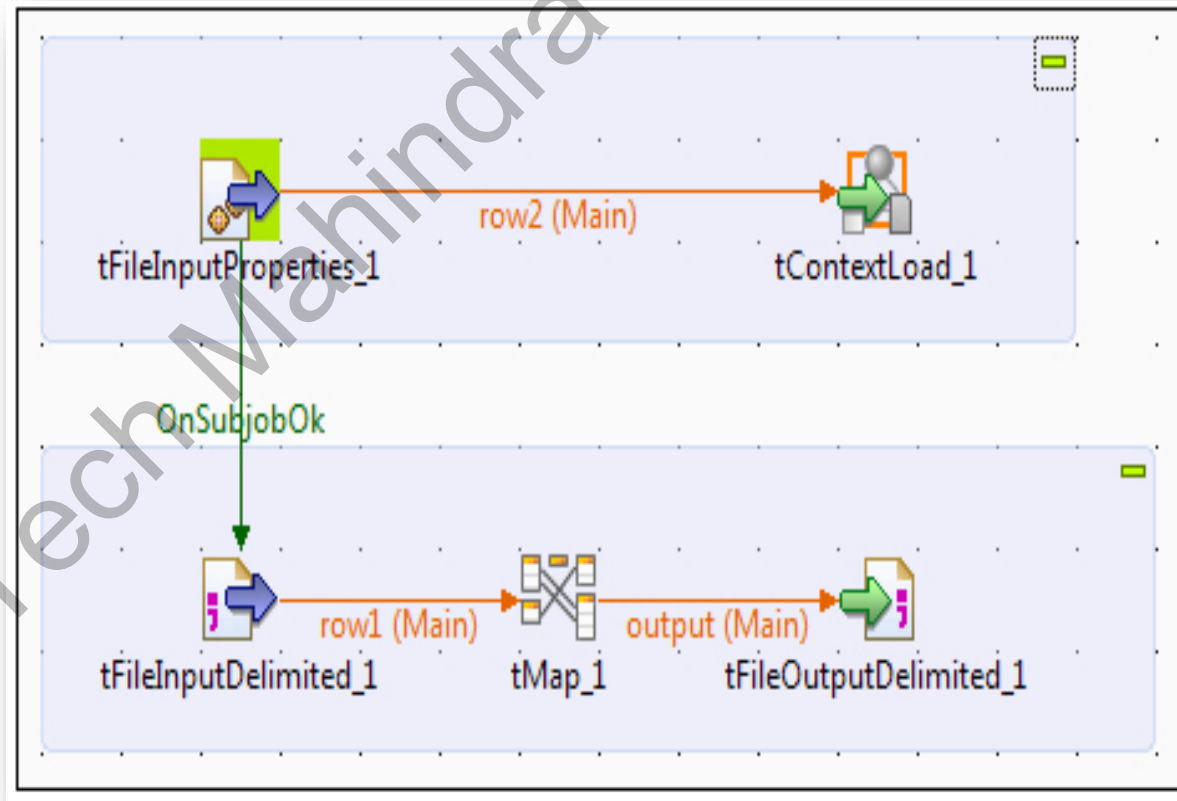 row2 (Main)
tFileInputProperties_1
tContextLoad_1
OnSubjobOk
row1 (Main)
output (Main)
tFileInputDelimited_1
tMap_1
tFileOutputDelimited_1
Tech Mahindra